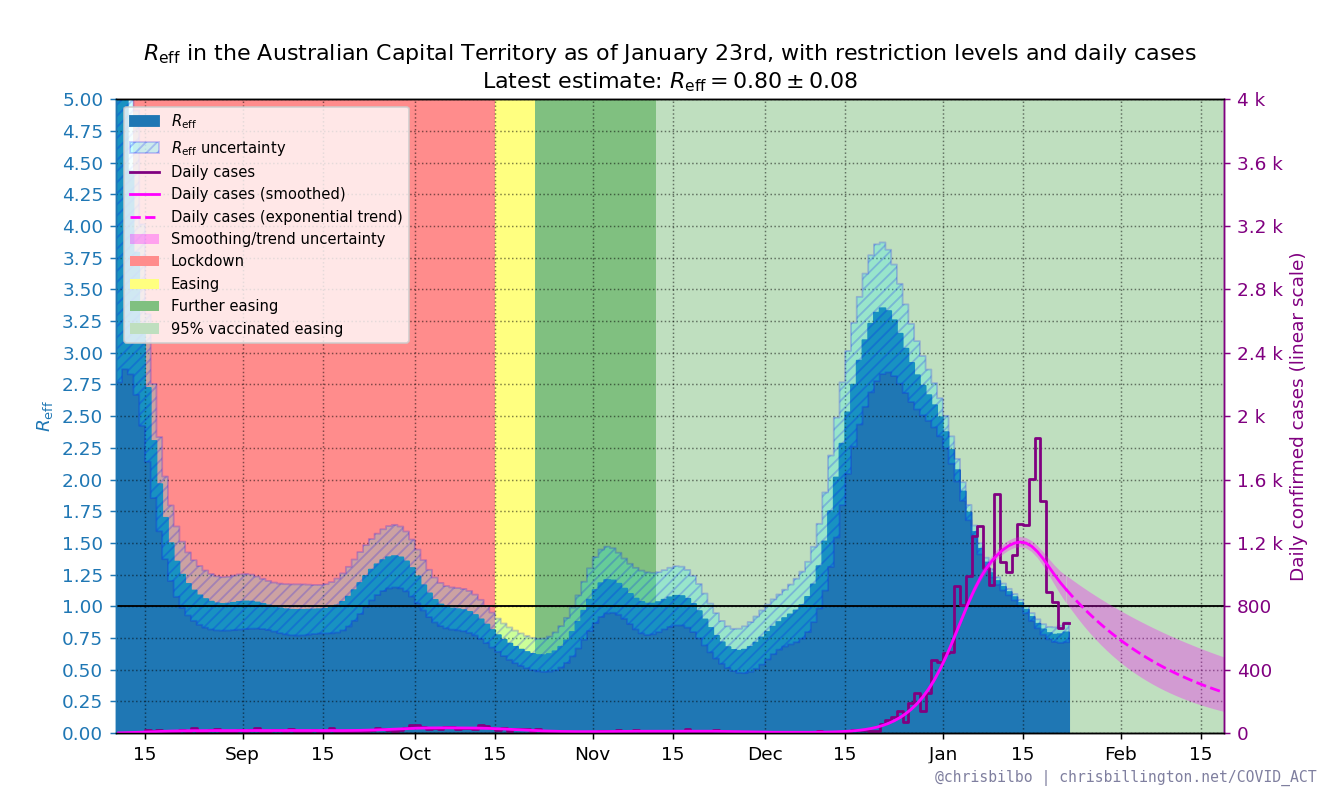 R_eff in the Australian Capital Territory as of January 23rd, with restriction levels and daily cases
Latest estimate: R_eff = 0.80 ± 0.08
R_eff
R_eff uncertainty
Daily cases
Daily cases (smoothed)
Daily cases (exponential trend)
Smoothing/trend uncertainty
Lockdown
Easing
Further easing
95% vaccinated easing
R_eff
5.00
4.75
4.50
4.25
4.00
3.75
3.50
3.25
3.00
2.75
2.50
2.25
2.00
1.75
1.50
1.25
1.00
0.75
0.50
0.25
0.00
4 k
3.6 k
3.2 k
2.8 k
2.4 k
2 k
1.6 k
1.2 k
800
400
0
Daily confirmed cases (linear scale)
15 Sep 15 Oct 15 Nov 15 Dec 15 Jan 15 Feb 15
@chrisbilbo | chrisbillington.net/COVID_ACT